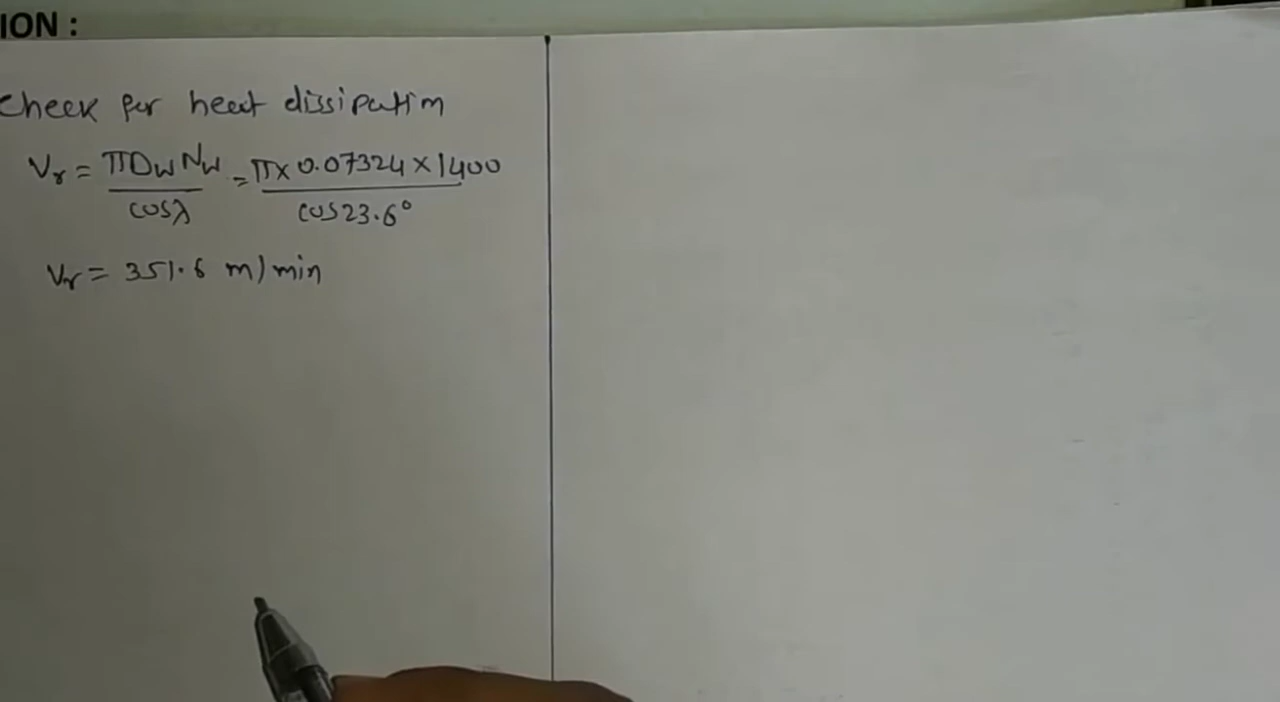 ION :
Check for heat dissipation
Vr = πDwNw / cosλ = π × 0.07324 × 1400 / cos23.6°
Vr = 351.6 m/min